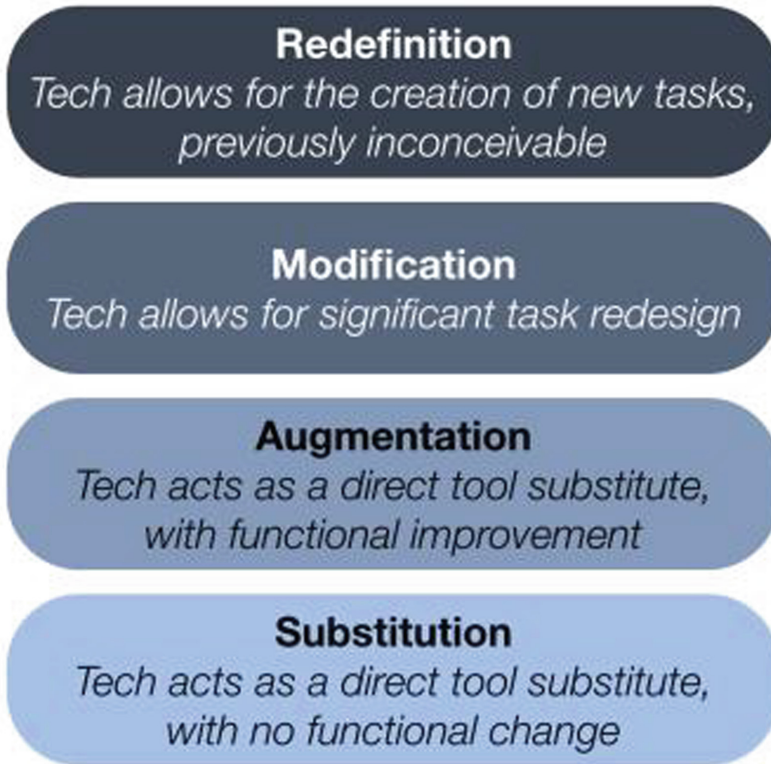 Redefinition
Tech allows for the creation of new tasks,
previously inconceivable
Modification
Tech allows for significant task redesign
Augmentation
Tech acts as a direct tool substitute,
with functional improvement
Substitution
Tech acts as a direct tool substitute,
with no functional change